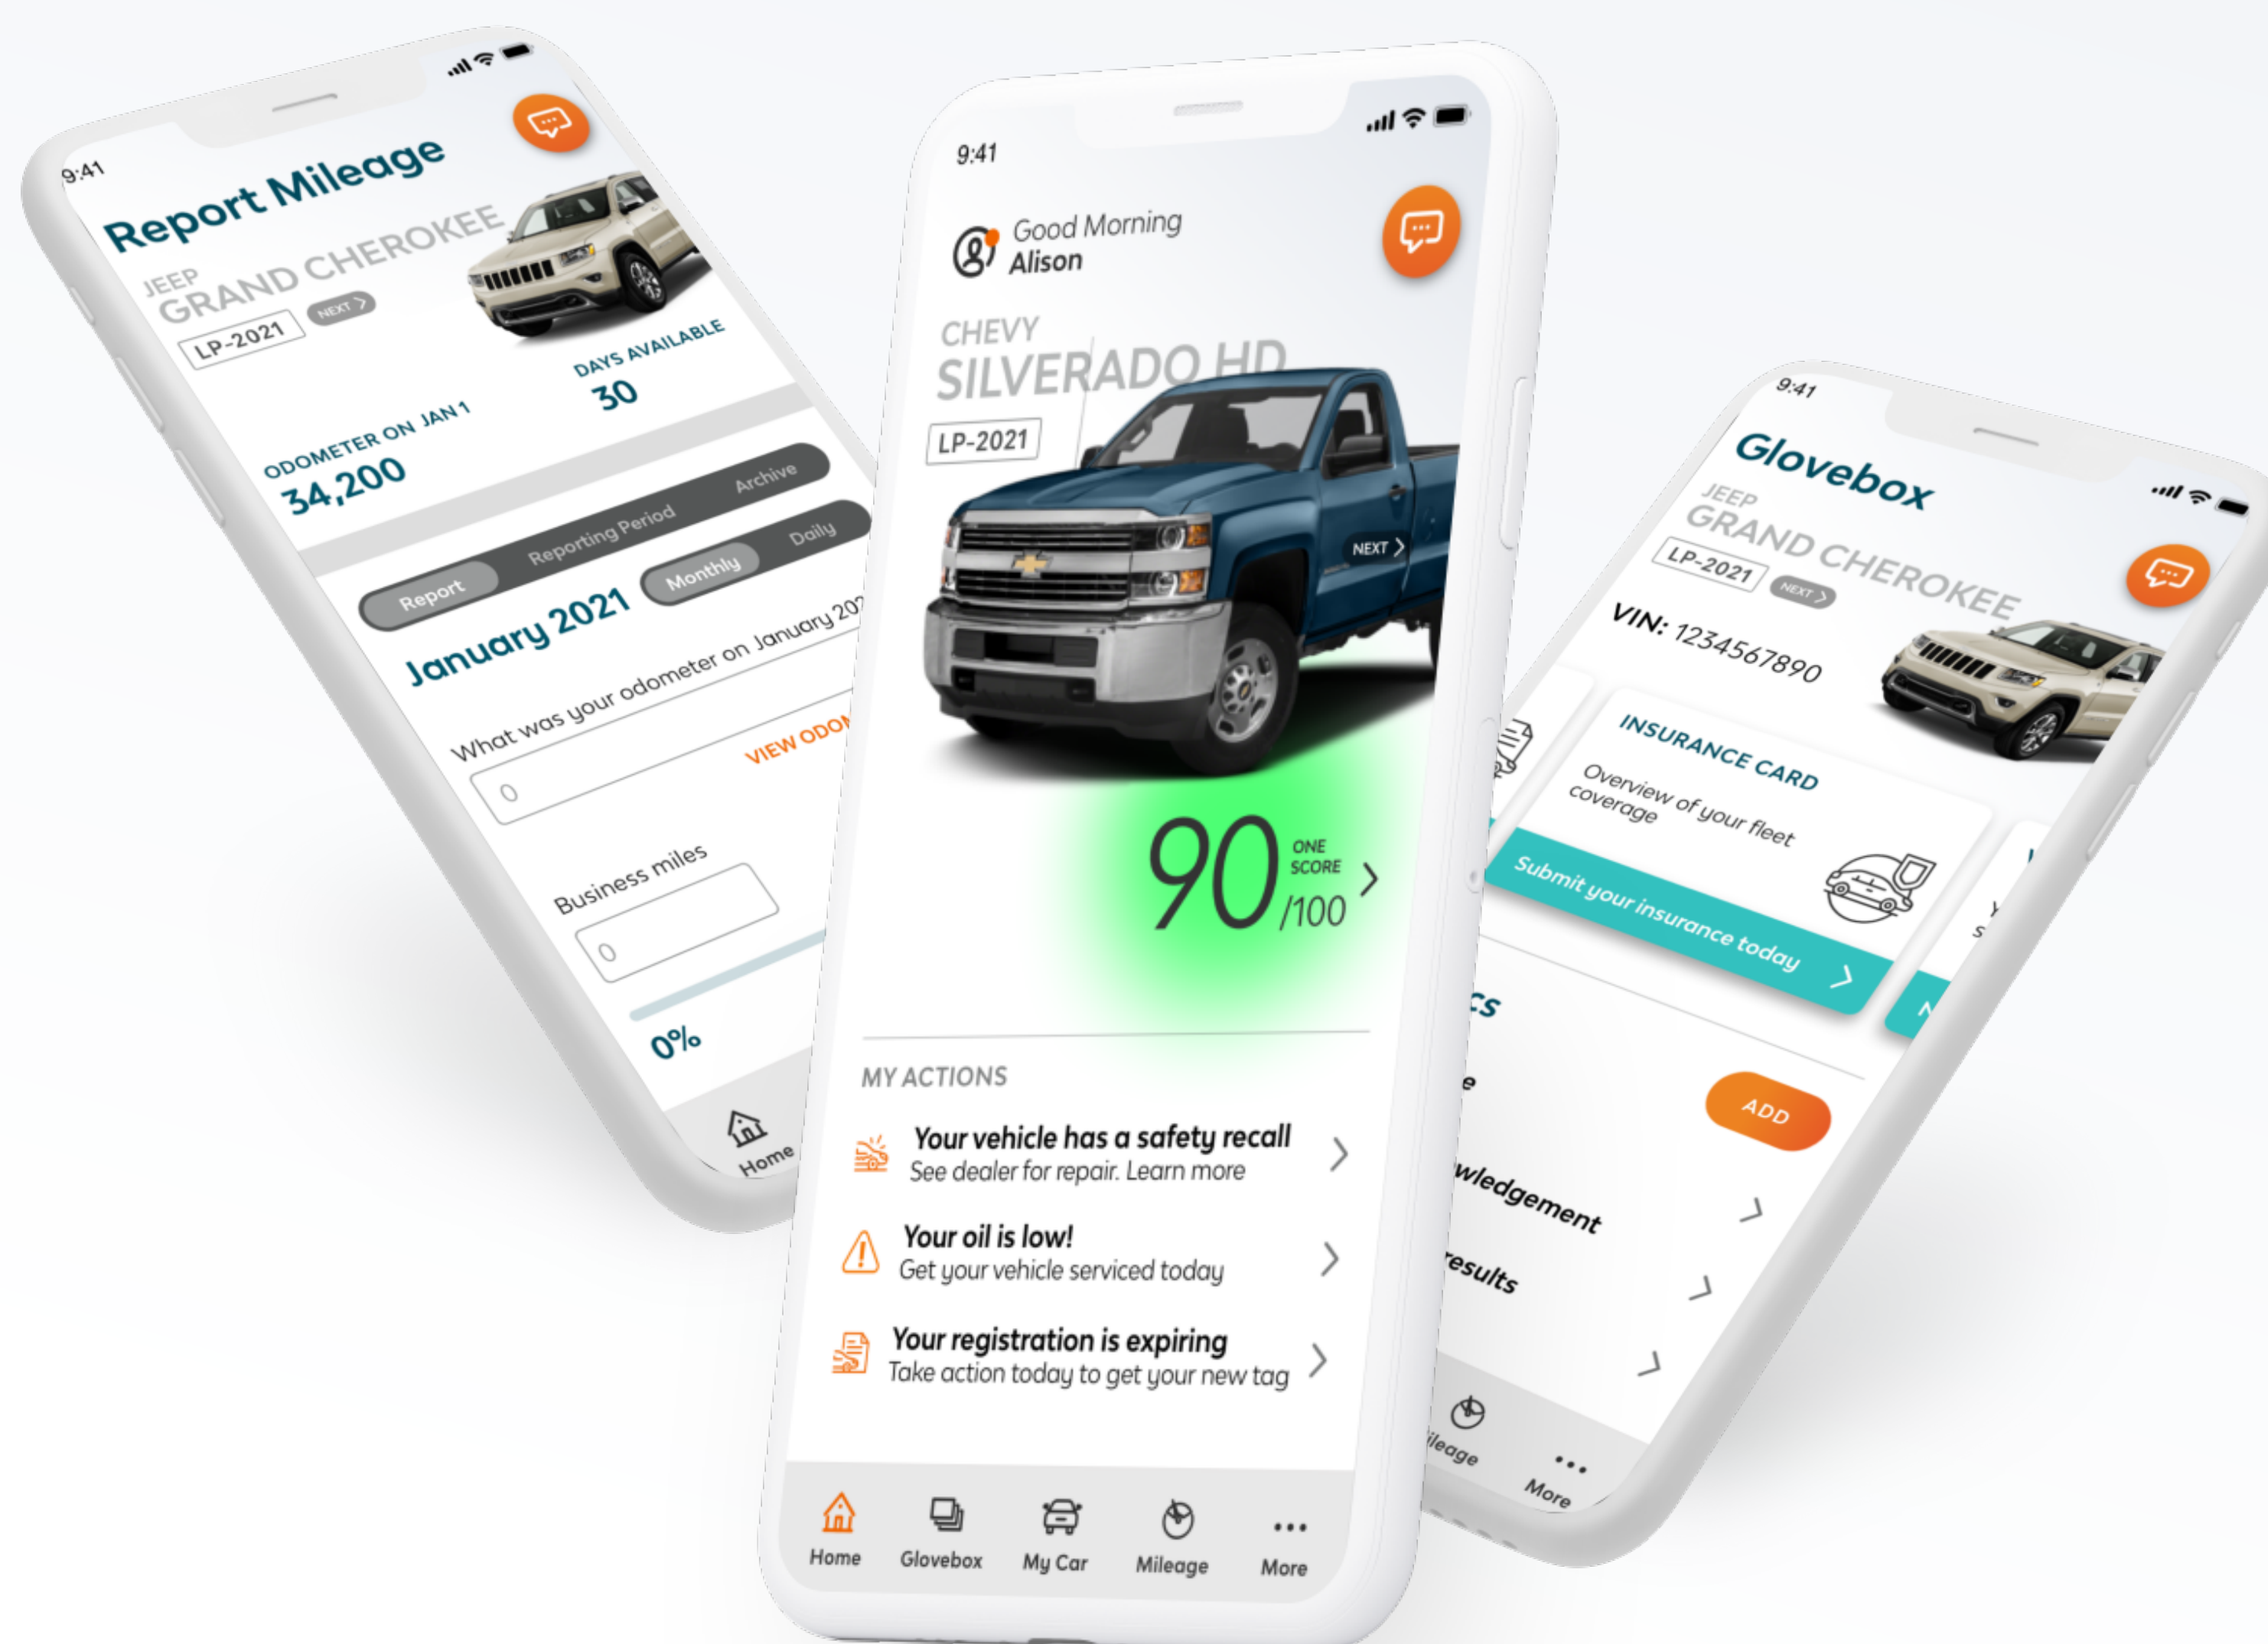 9:41
Report Mileage
JEEP
GRAND CHEROKEE
LP-2021
NEXT
ODOMETER ON JAN 1
34,200
DAYS AVAILABLE
30
Report
Reporting Period
Archive
January 2021
Monthly
Daily
What was your odometer on January
0
VIEW
Business miles
0
0%
Home
9:41
Good Morning
Alison
CHEVY
SILVERADO HD
LP-2021
NEXT
90
ONE
SCORE
/100
MY ACTIONS
Your vehicle has a safety recall
See dealer for repair. Learn more
Your oil is low!
Get your vehicle serviced today
Your registration is expiring
Take action today to get your new tag
Home
Glovebox
My Car
Mileage
More
9:41
Glovebox
JEEP
GRAND CHEROKEE
LP-2021
NEXT
VIN: 1234567890
INSURANCE CARD
Overview of your fleet
coverage
Submit your insurance today
ADD
results
More